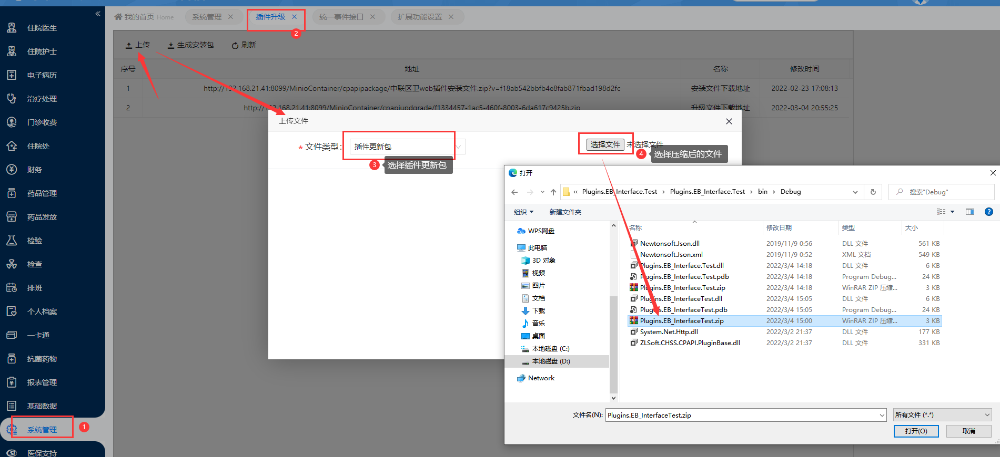 我的首页 Home
系统管理
插件升级
统一事件接口
扩展功能设置
2
住院医生
住院护士
电子病历
治疗处理
门诊收费
住院处
财务
药品管理
药品发放
检验
检查
排班
个人档案
一卡通
抗菌药物
报表管理
基础数据
系统管理
1
医保支持
上传
生成安装包
刷新
序号 地址 名称 修改时间
1 http://192.168.21.41:8099/MinioContainer/cpapipackage/中联区卫web插件安装文件.zip?v=f18ab542bbfb4e8fab871fbad198d2fc 安装文件下载地址 2022-02-23 17:08:13
2 http://192.168.21.41:8099/MinioContainer/cpapiupdgrade/f1334457-1ac5-460f-8003-6da617c9425b.zip 升级文件下载地址 2022-03-04 20:55:25
上传文件
* 文件类型: 插件更新包
选择文件 未选择文件
3 选择插件更新包
4 选择压缩后的文件
打开
« Plugins.EB_Interface.Test › Plugins.EB_Interface.Test › bin › Debug
搜索"Debug"
组织
新建文件夹
WPS网盘
此电脑
3D 对象
视频
图片
文档
下载
音乐
桌面
本地磁盘 (C:)
本地磁盘 (D:)
Network
名称 修改日期 类型 大小
Newtonsoft.Json.dll 2019/11/9 0:56 DLL 文件 561 KB
Newtonsoft.Json.xml 2019/11/9 0:52 XML 文档 549 KB
Plugins.EB_Interface.Test.dll 2022/3/4 14:18 DLL 文件 6 KB
Plugins.EB_Interface.Test.pdb 2022/3/4 14:18 Program Debug... 24 KB
Plugins.EB_Interface.Test.zip 2022/3/4 14:18 WinRAR ZIP 压缩... 3 KB
Plugins.EB_InterfaceTest.dll 2022/3/4 15:05 DLL 文件 6 KB
Plugins.EB_InterfaceTest.pdb 2022/3/4 15:05 Program Debug... 24 KB
Plugins.EB_InterfaceTest.zip 2022/3/4 15:00 WinRAR ZIP 压缩... 3 KB
System.Net.Http.dll 2022/3/2 21:37 DLL 文件 177 KB
ZLSoft.CHSS.CPAPI.PluginBase.dll 2022/3/2 21:37 DLL 文件 331 KB
文件名(N): Plugins.EB_InterfaceTest.zip
所有文件 (*.*)
打开(O)
取消